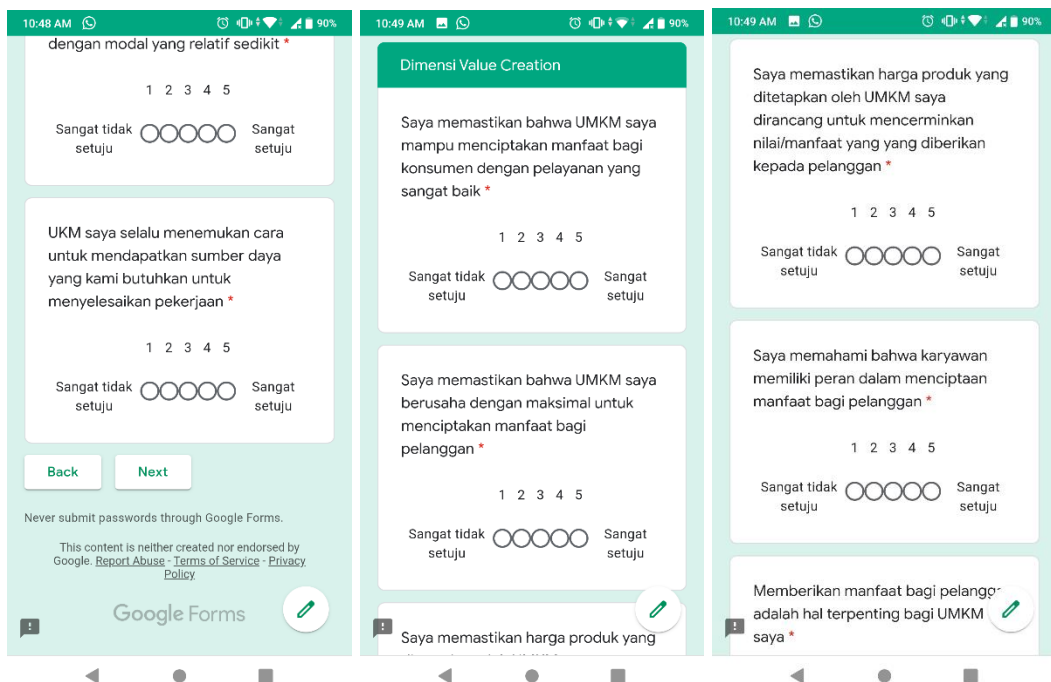 10:48 AM 90%
dengan modal yang relatif sedikit *
1 2 3 4 5
Sangat tidak setuju Sangat setuju
UKM saya selalu menemukan cara
untuk mendapatkan sumber daya
yang kami butuhkan untuk
menyelesaikan pekerjaan *
1 2 3 4 5
Sangat tidak setuju Sangat setuju
Back Next
Never submit passwords through Google Forms.
This content is neither created nor endorsed by
Google. Report Abuse - Terms of Service - Privacy
Policy
Google Forms
10:49 AM 90%
Dimensi Value Creation
Saya memastikan bahwa UMKM saya
mampu menciptakan manfaat bagi
konsumen dengan pelayanan yang
sangat baik *
1 2 3 4 5
Sangat tidak setuju Sangat setuju
Saya memastikan bahwa UMKM saya
berusaha dengan maksimal untuk
menciptakan manfaat bagi
pelanggan *
1 2 3 4 5
Sangat tidak setuju Sangat setuju
Saya memastikan harga produk yang
10:49 AM 90%
Saya memastikan harga produk yang
ditetapkan oleh UMKM saya
dirancang untuk mencerminkan
nilai/manfaat yang yang diberikan
kepada pelanggan *
1 2 3 4 5
Sangat tidak setuju Sangat setuju
Saya memahami bahwa karyawan
memiliki peran dalam menciptaan
manfaat bagi pelanggan *
1 2 3 4 5
Sangat tidak setuju Sangat setuju
Memberikan manfaat bagi
adalah hal terpenting bagi UMKM
saya *